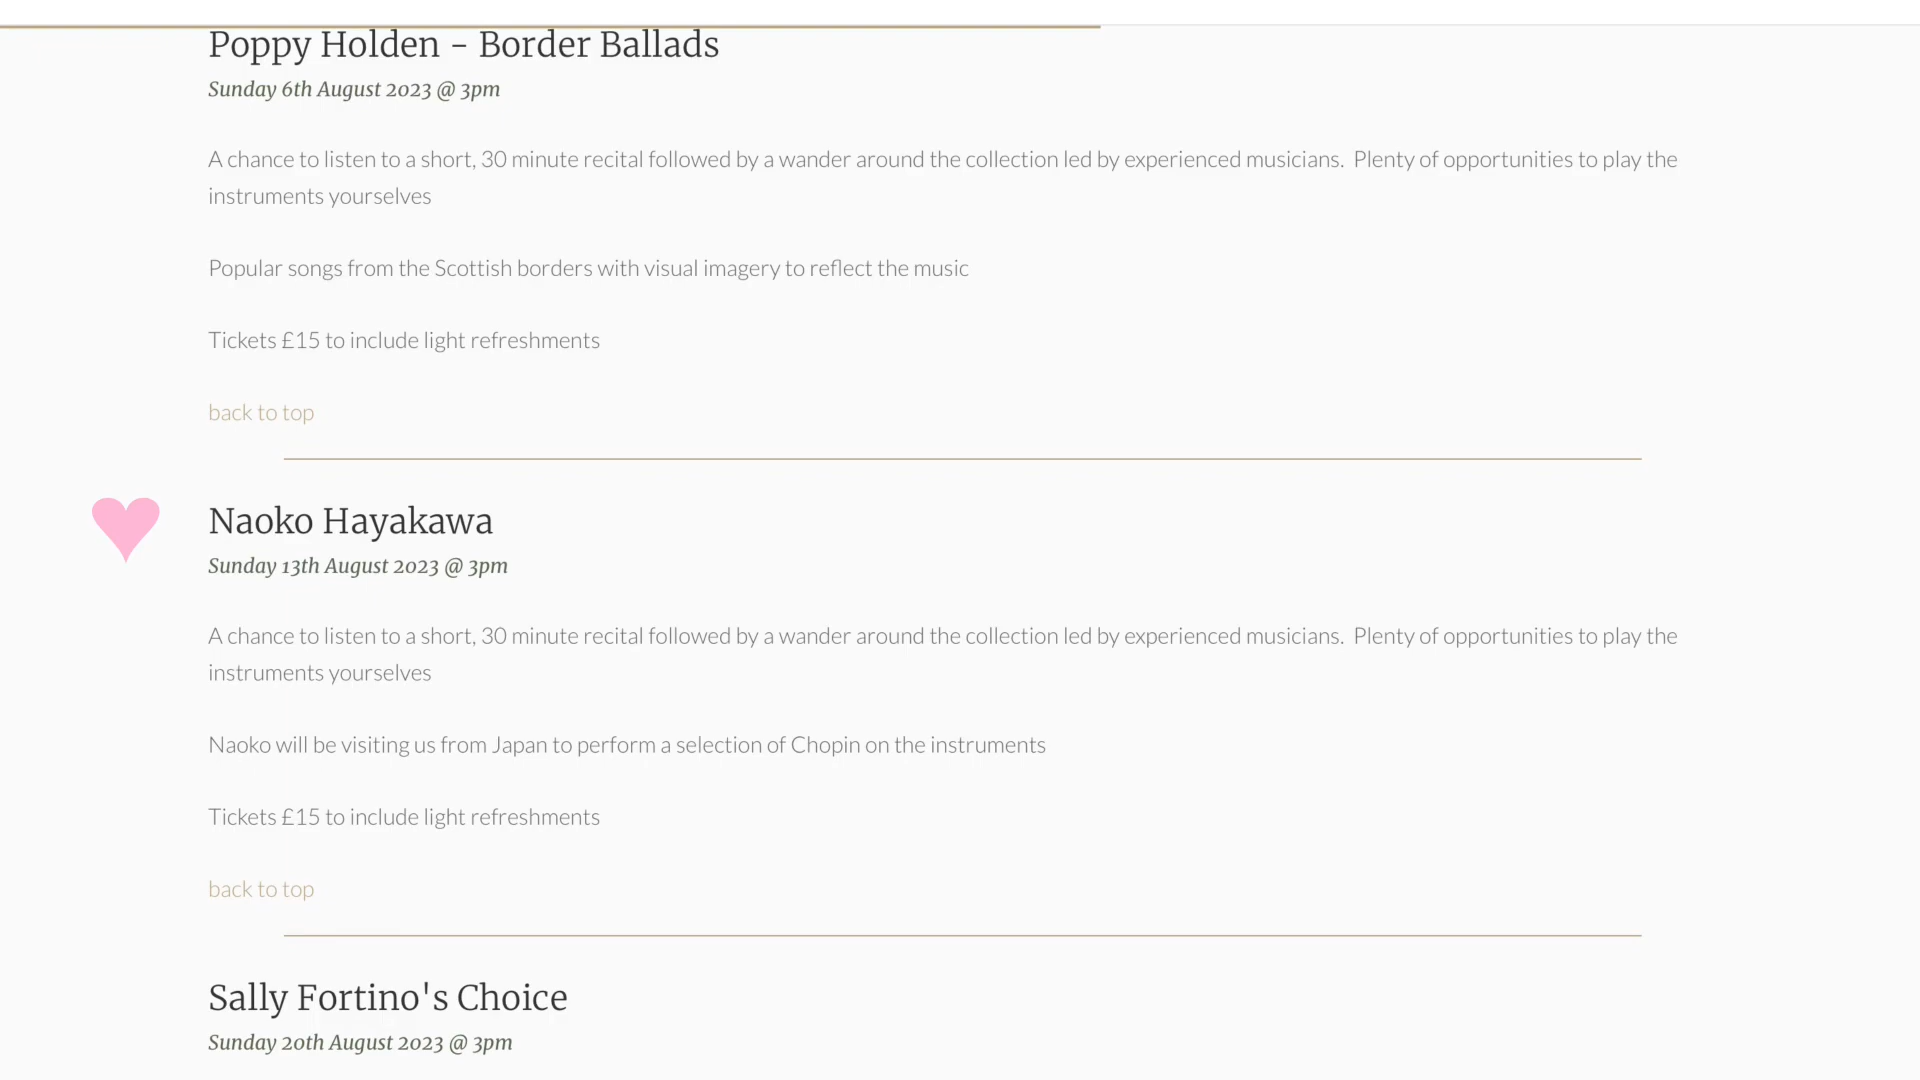 Poppy Holden - Border Ballads
Sunday 6th August 2023 @ 3pm
A chance to listen to a short, 30 minute recital followed by a wander around the collection led by experienced musicians.  Plenty of opportunities to play the
instruments yourselves
Popular songs from the Scottish borders with visual imagery to reflect the music
Tickets £15 to include light refreshments
back to top
Naoko Hayakawa
Sunday 13th August 2023 @ 3pm
A chance to listen to a short, 30 minute recital followed by a wander around the collection led by experienced musicians.  Plenty of opportunities to play the
instruments yourselves
Naoko will be visiting us from Japan to perform a selection of Chopin on the instruments
Tickets £15 to include light refreshments
back to top
Sally Fortino's Choice
Sunday 20th August 2023 @ 3pm